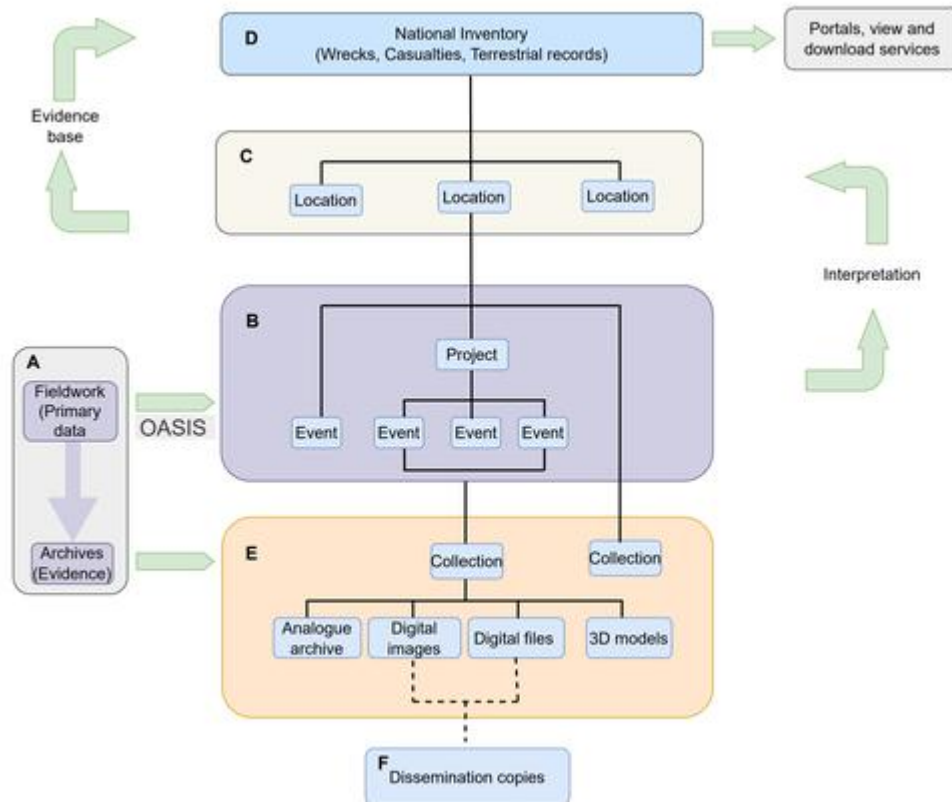 D
National Inventory
(Wrecks, Casualties, Terrestrial records)
Portals, view and
download services
Evidence
base
C
Location
Location
Location
Interpretation
B
Project
Event
Event
Event
Event
A
Fieldwork
(Primary
data
OASIS
Archives
(Evidence)
E
Collection
Collection
Analogue
archive
Digital
images
Digital files
3D models
F
Dissemination copies